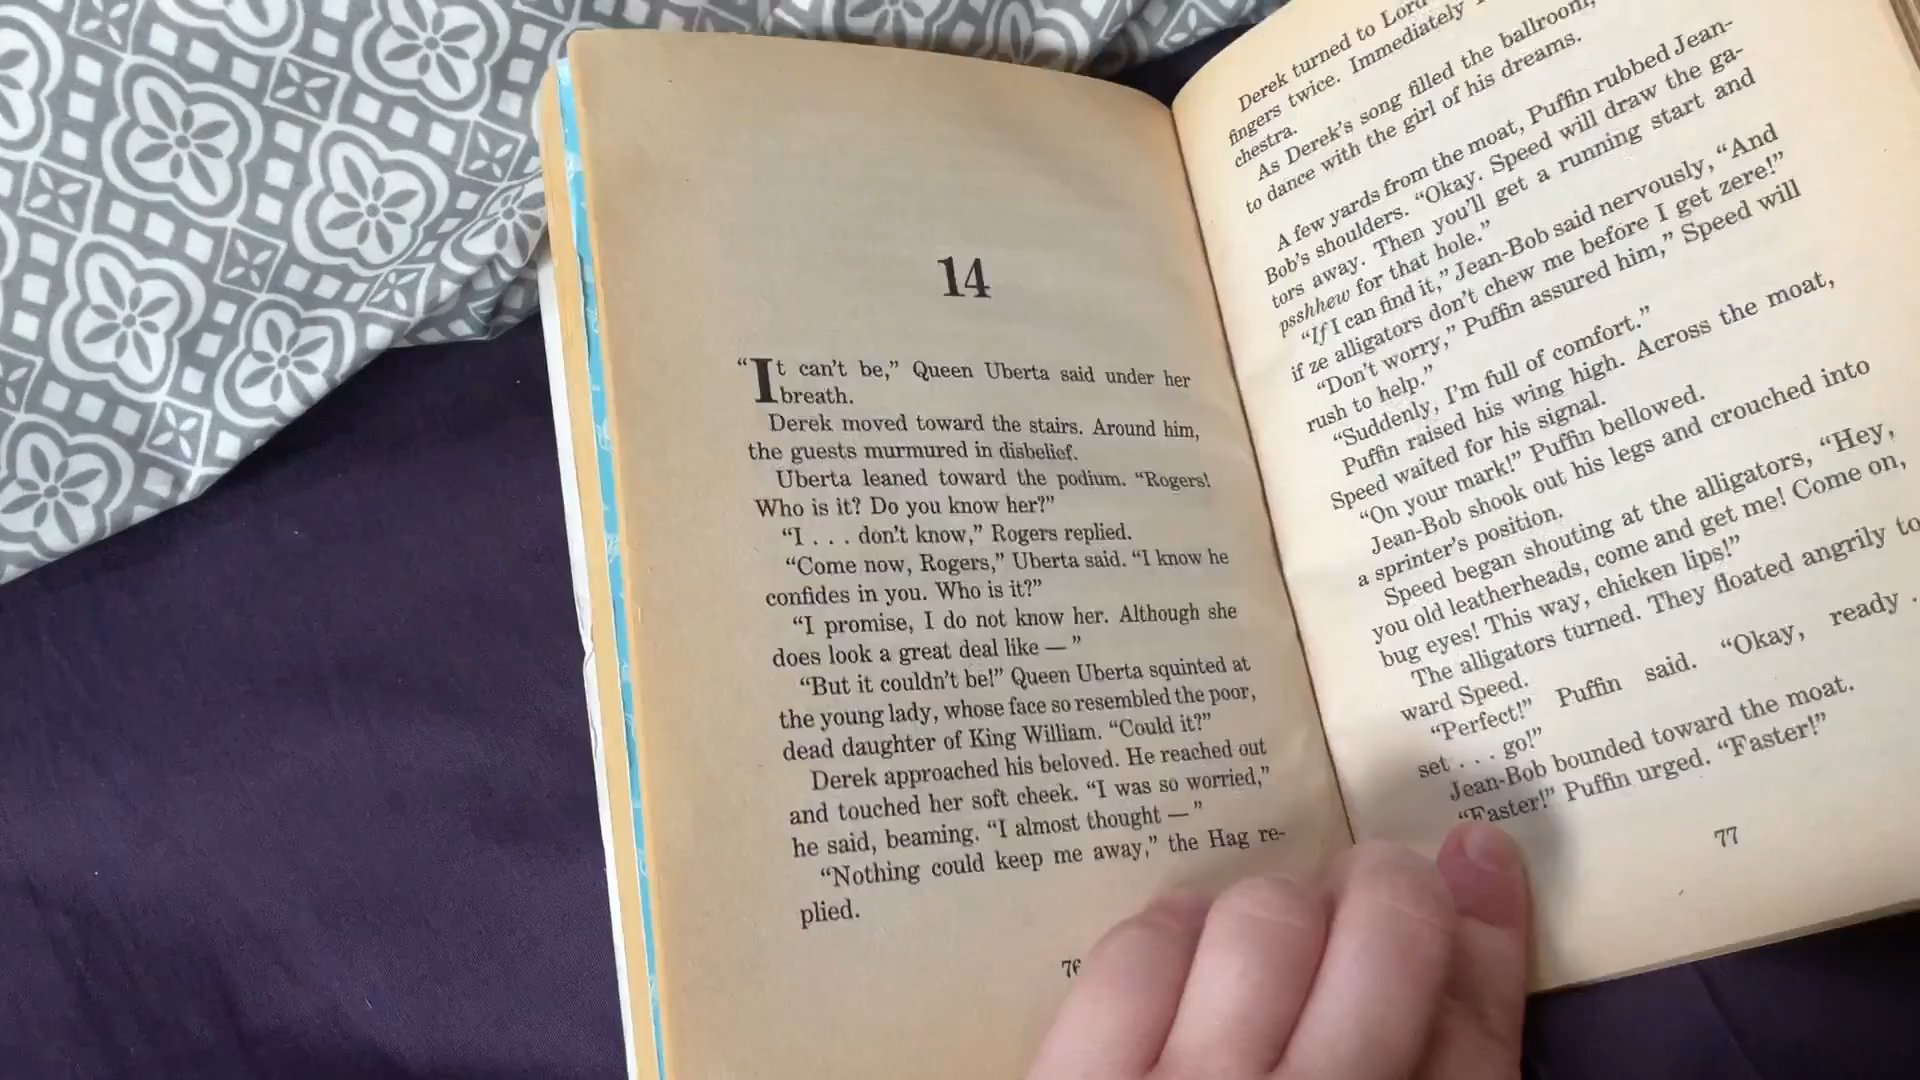 14
“It can't be,” Queen Uberta said under her
breath.
Derek moved toward the stairs. Around him,
the guests murmured in disbelief.
Uberta leaned toward the podium. “Rogers!
Who is it? Do you know her?”
“I . . . don't know,” Rogers replied.
“Come now, Rogers,” Uberta said. “I know he
confides in you. Who is it?”
“I promise, I do not know her. Although she
does look a great deal like — ”
“But it couldn't be!” Queen Uberta squinted at
the young lady, whose face so resembled the poor,
dead daughter of King William. “Could it?”
Derek approached his beloved. He reached out
and touched her soft cheek. “I was so worried,”
he said, beaming. “I almost thought — ”
“Nothing could keep me away,” the Hag re-
plied.
76
Derek turned to Lord
fingers twice. Immediately
chestra.
As Derek's song filled the ballroom,
to dance with the girl of his dreams.
A few yards from the moat, Puffin rubbed Jean-
Bob's shoulders. “Okay. Speed will draw the ga-
tors away. Then you'll get a running start and
psshhew for that hole.”
“If I can find it,” Jean-Bob said nervously, “And
if ze alligators don't chew me before I get zere!”
“Don't worry,” Puffin assured him,” Speed will
rush to help.”
“Suddenly, I'm full of comfort.”
Puffin raised his wing high. Across the moat,
Speed waited for his signal.
“On your mark!” Puffin bellowed.
Jean-Bob shook out his legs and crouched into
a sprinter's position.
Speed began shouting at the alligators, “Hey,
you old leatherheads, come and get me! Come on,
bug eyes! This way, chicken lips!”
The alligators turned. They floated angrily to-
ward Speed.
“Perfect!” Puffin said. “Okay, ready .
set . . . go!”
Jean-Bob bounded toward the moat.
“Faster!” Puffin urged, “Faster!”
77